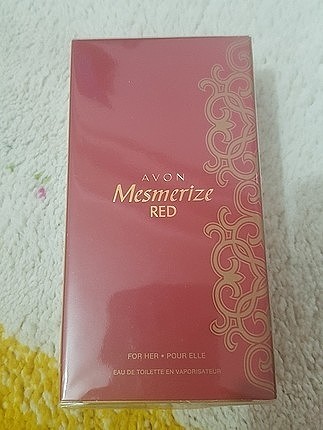 AVON
Mesmerize
RED
FOR HER • POUR ELLE
EAU DE TOILETTE EN VAPORISATEUR